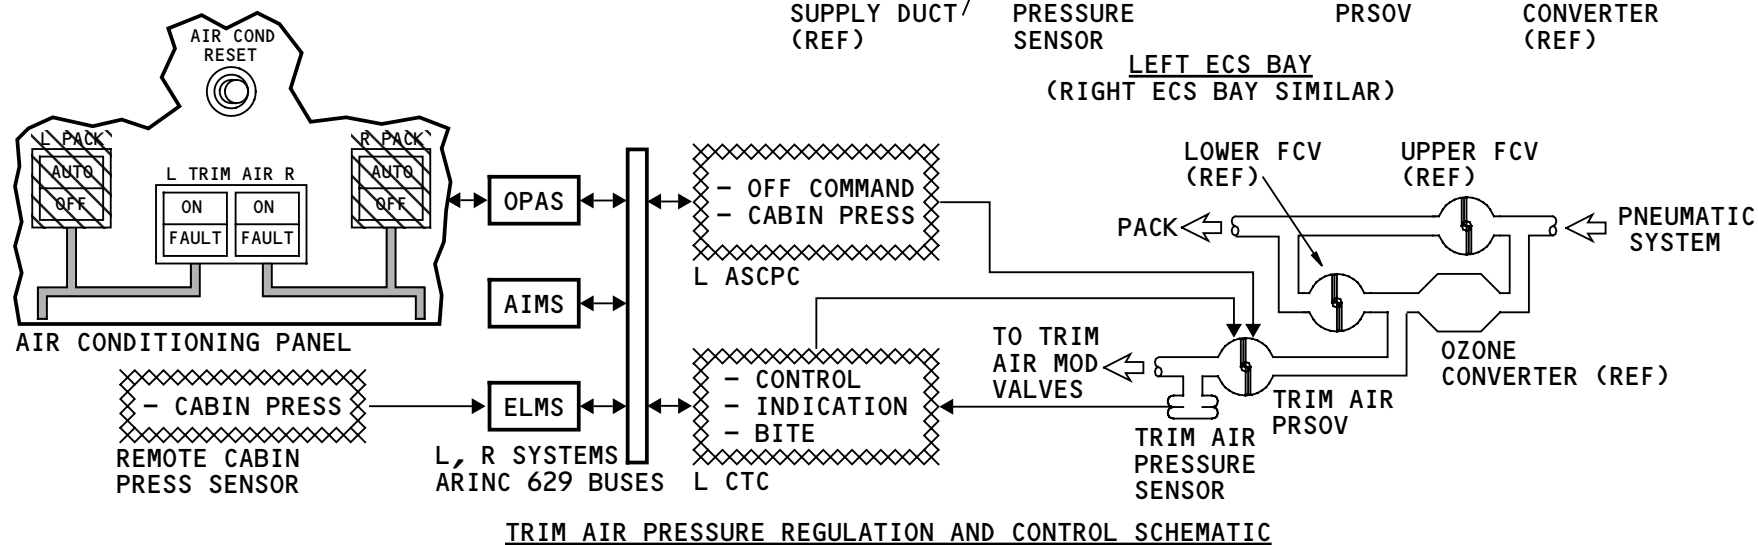 SUPPLY DUCT
(REF)
PRESSURE
SENSOR
PRSOV
CONVERTER
(REF)
LEFT ECS BAY
(RIGHT ECS BAY SIMILAR)
AIR COND
RESET
L PACK
AUTO
OFF
R PACK
AUTO
OFF
L TRIM AIR R
ON
FAULT
ON
FAULT
AIR CONDITIONING PANEL
- CABIN PRESS
REMOTE CABIN
PRESS SENSOR
OPAS
AIMS
ELMS
L, R SYSTEMS
ARINC 629 BUSES
- OFF COMMAND
- CABIN PRESS
L ASCPC
- CONTROL
- INDICATION
- BITE
L CTC
LOWER FCV
(REF)
UPPER FCV
(REF)
PACK
PNEUMATIC
SYSTEM
TO TRIM
AIR MOD
VALVES
OZONE
CONVERTER (REF)
TRIM AIR
PRSOV
TRIM AIR
PRESSURE
SENSOR
TRIM AIR PRESSURE REGULATION AND CONTROL SCHEMATIC